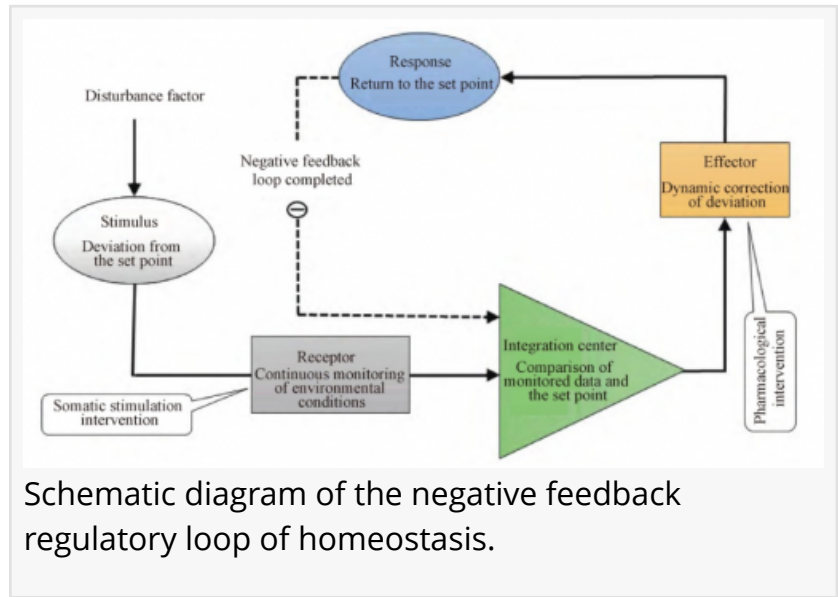 Response
Return to the set point
Disturbance factor
Negative feedback
loop completed
Effector
Dynamic correction
of deviation
Stimulus
Deviation from
the set point
Integration center
Comparison of
monitored data and
the set point
Receptor
Continuous monitoring
of environmental
conditions
Pharmacological
intervention
Somatic stimulation
intervention
Schematic diagram of the negative feedback
regulatory loop of homeostasis.